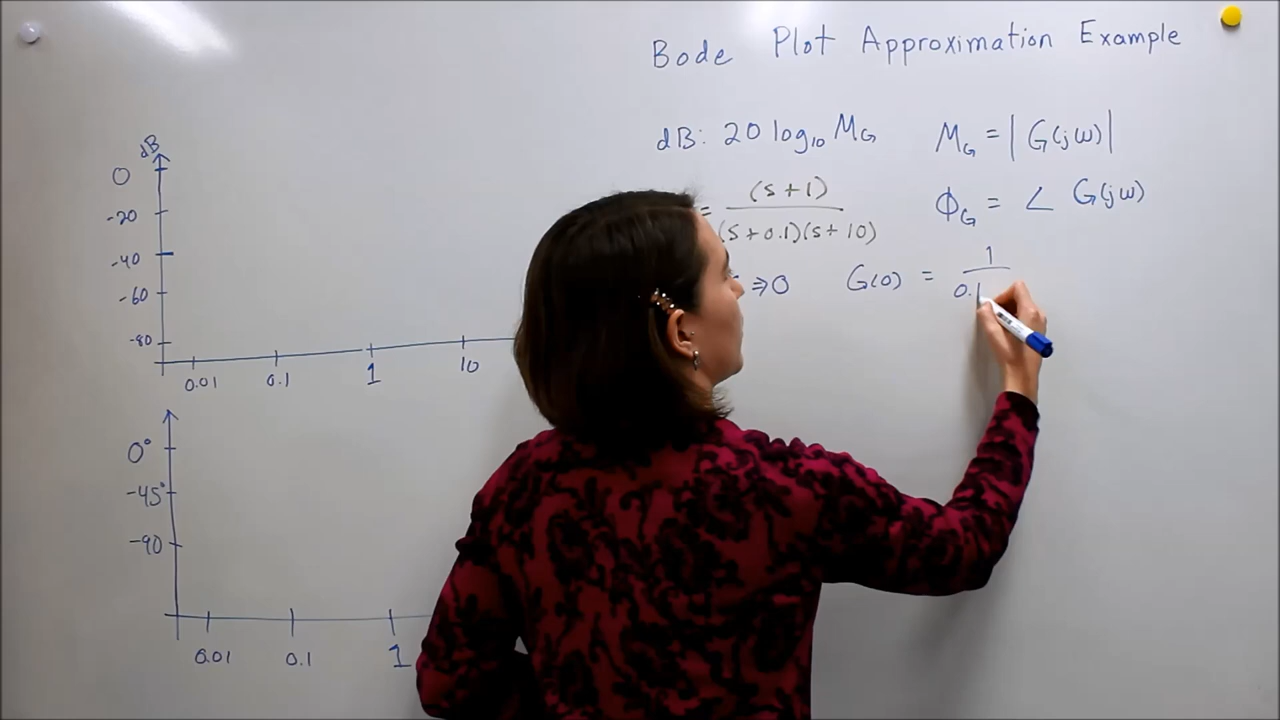 Bode Plot Approximation Example
dB: 20 log₁₀ M_G
M_G = | G(jω) |
= (s+1)
(s+0.1)(s+10)
ϕ_G = ∠ G(jω)
⇒0 G(0) = 1
0.1
dB
0
-20
-40
-60
-80
0.01 0.1 1 10
0°
-45°
-90
0.01 0.1 1